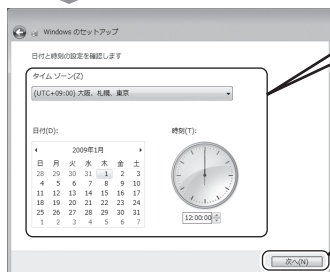 Windows のセットアップ
日付と時刻の設定を確認します
タイム ゾーン(Z)
(UTC+09:00) 大阪、札幌、東京
日付(D):
時刻(T):
2009年1月
日 月 火 水 木 金 土
28 29 30 31 1 2 3
4 5 6 7 8 9 10
11 12 13 14 15 16 17
18 19 20 21 22 23 24
25 26 27 28 29 30 31
1 2 3 4 5 6 7
12:00:00
次へ(N)